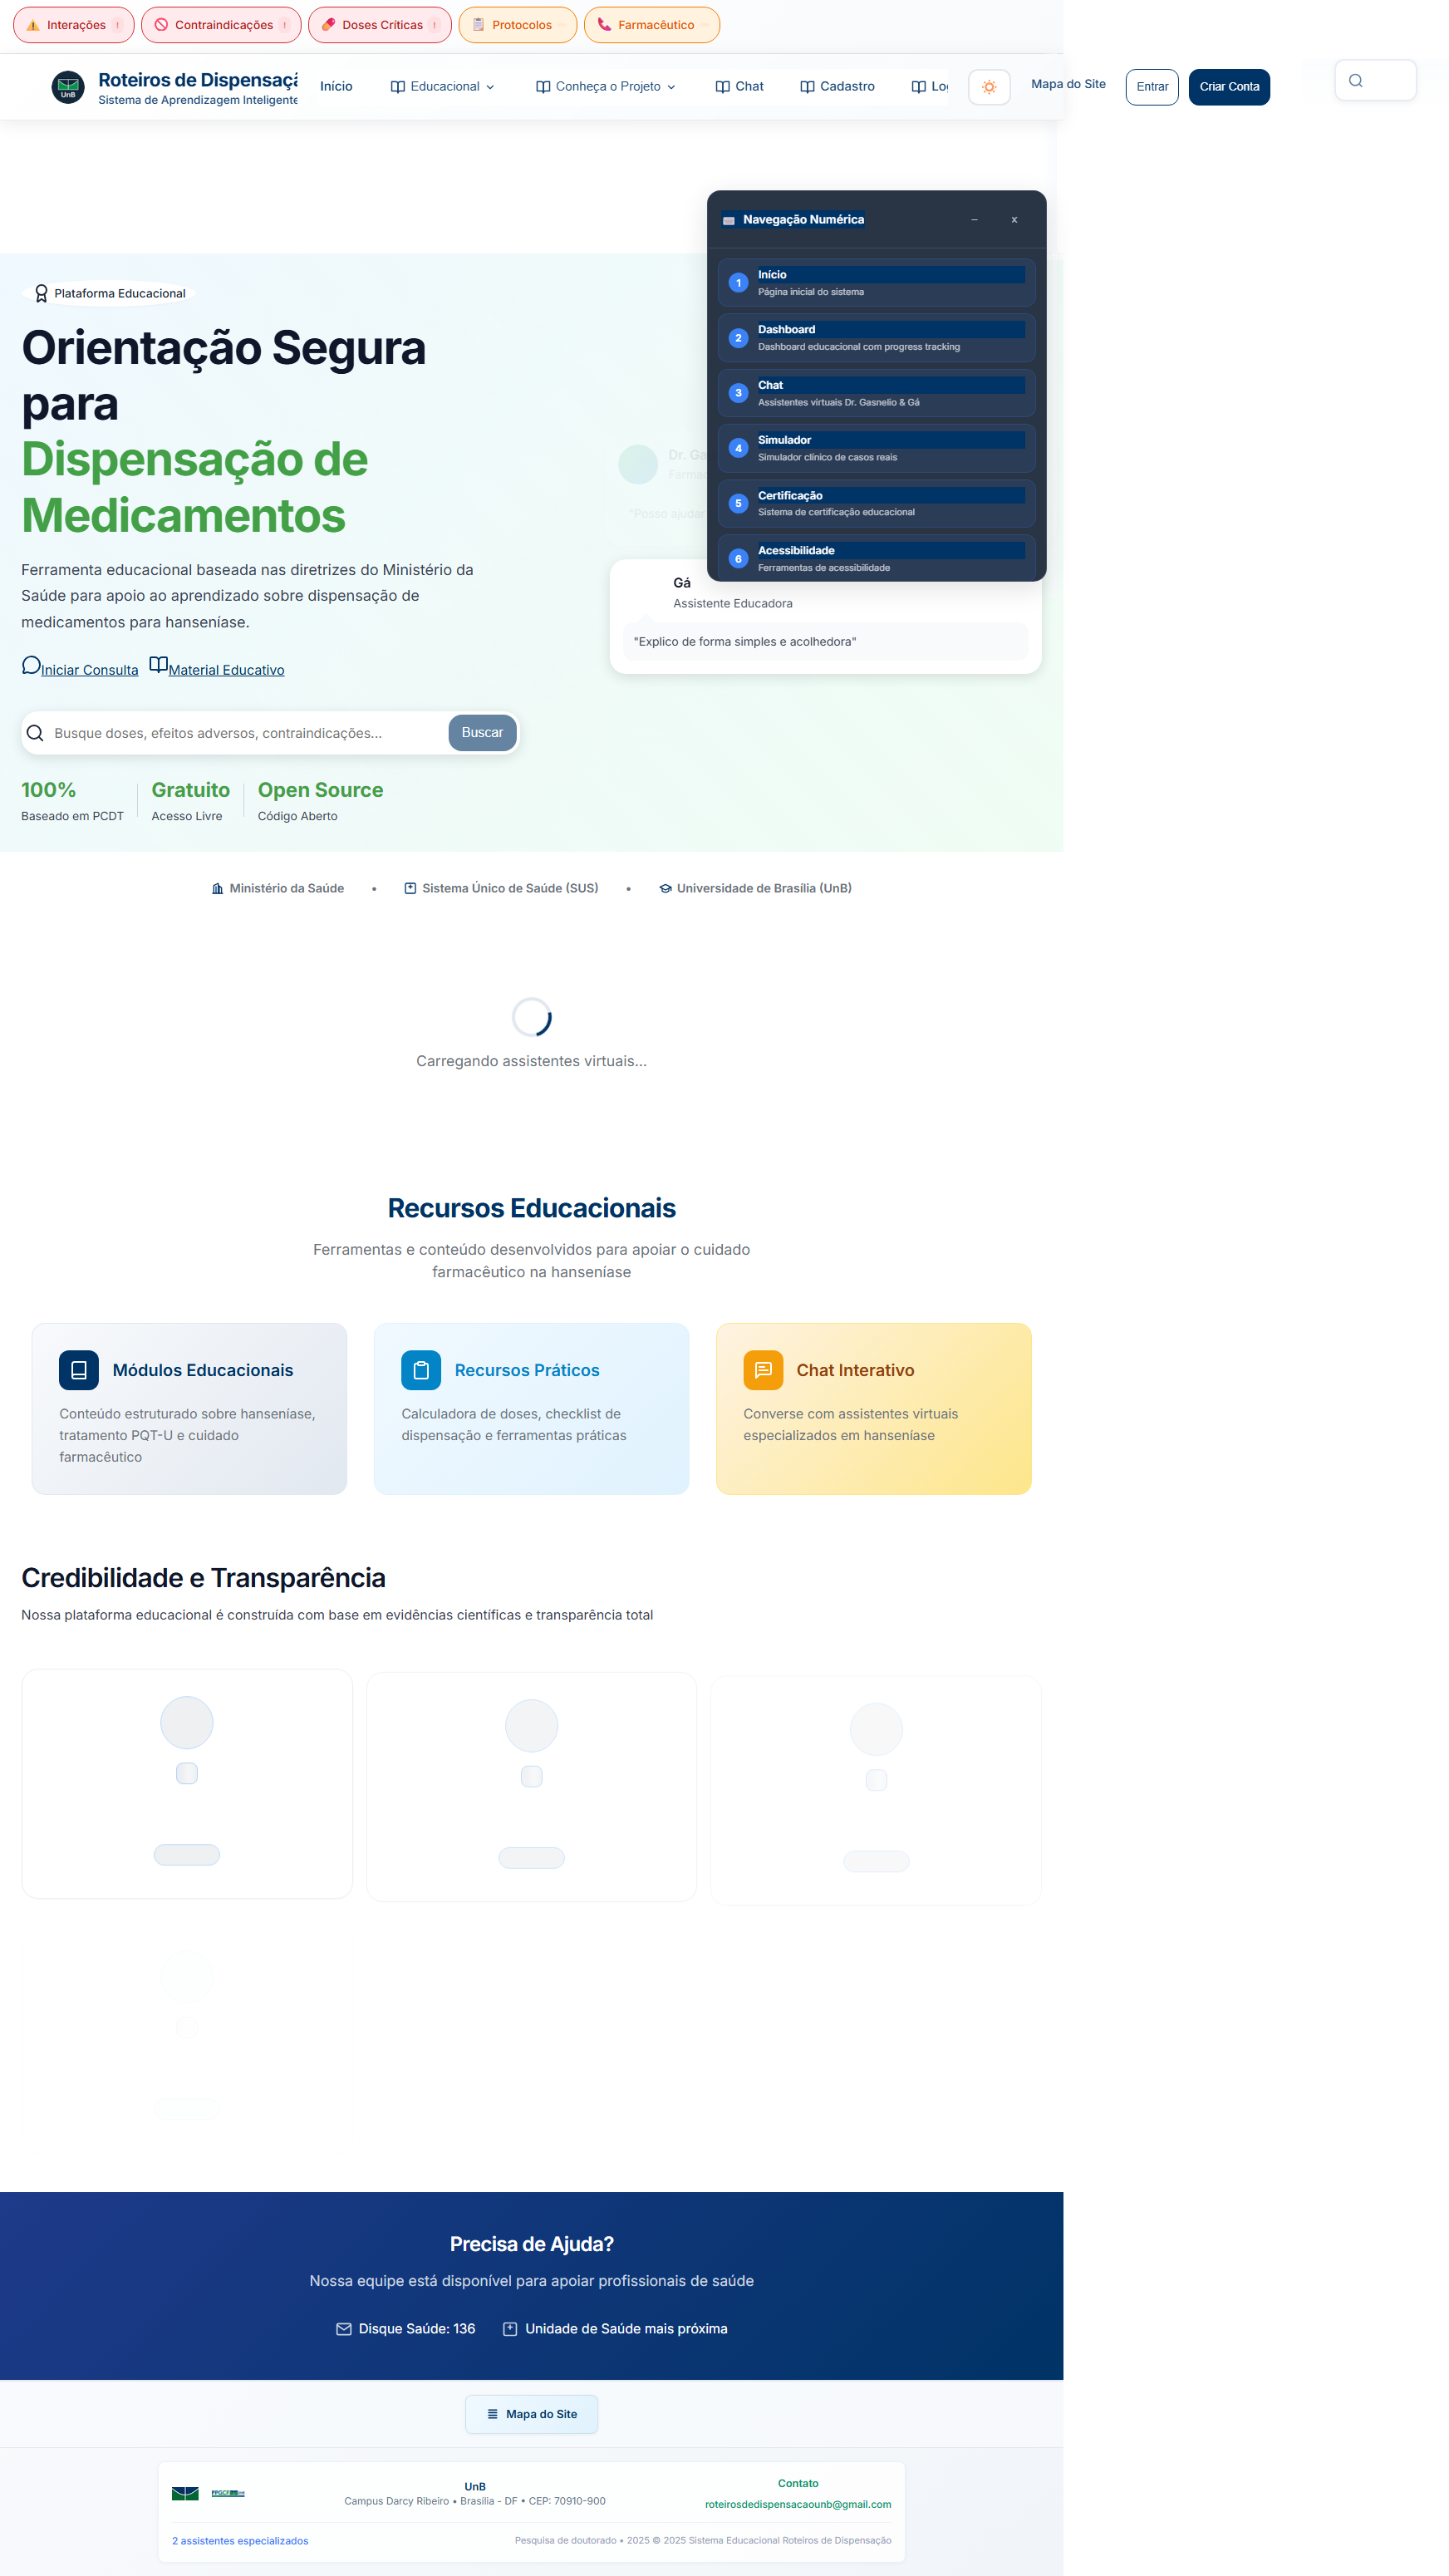 Interações !
Contraindicações !
Doses Críticas !
Protocolos
Farmacêutico
Roteiros de Dispensaçã
Sistema de Aprendizagem Inteligente
UnB
Início
Educacional
Conheça o Projeto
Chat
Cadastro
Mapa do Site
Entrar
Criar Conta
Navegação Numérica
–
x
1
Início
Página inicial do sistema
2
Dashboard
Dashboard educacional com progress tracking
3
Chat
Assistentes virtuais Dr. Gasnelio & Gá
4
Simulador
Simulador clínico de casos reais
5
Certificação
Sistema de certificação educacional
6
Acessibilidade
Ferramentas de acessibilidade
Plataforma Educacional
Orientação Segura
para
Dispensação de
Medicamentos
Ferramenta educacional baseada nas diretrizes do Ministério da
Saúde para apoio ao aprendizado sobre dispensação de
medicamentos para hanseníase.
Iniciar Consulta
Material Educativo
Busque doses, efeitos adversos, contraindicações...
Buscar
100%
Baseado em PCDT
Gratuito
Acesso Livre
Open Source
Código Aberto
Dr. Ga
"Posso ajudar
Gá
Assistente Educadora
"Explico de forma simples e acolhedora"
Ministério da Saúde • Sistema Único de Saúde (SUS) • Universidade de Brasília (UnB)
Carregando assistentes virtuais...
Recursos Educacionais
Ferramentas e conteúdo desenvolvidos para apoiar o cuidado
farmacêutico na hanseníase
Módulos Educacionais
Conteúdo estruturado sobre hanseníase,
tratamento PQT-U e cuidado
farmacêutico
Recursos Práticos
Calculadora de doses, checklist de
dispensação e ferramentas práticas
Chat Interativo
Converse com assistentes virtuais
especializados em hanseníase
Credibilidade e Transparência
Nossa plataforma educacional é construída com base em evidências científicas e transparência total
Precisa de Ajuda?
Nossa equipe está disponível para apoiar profissionais de saúde
Disque Saúde: 136
Unidade de Saúde mais próxima
Mapa do Site
UnB
Campus Darcy Ribeiro • Brasília - DF • CEP: 70910-900
Contato
roteirosdedispensacaounb@gmail.com
2 assistentes especializados
Pesquisa de doutorado • 2025 © 2025 Sistema Educacional Roteiros de Dispensação